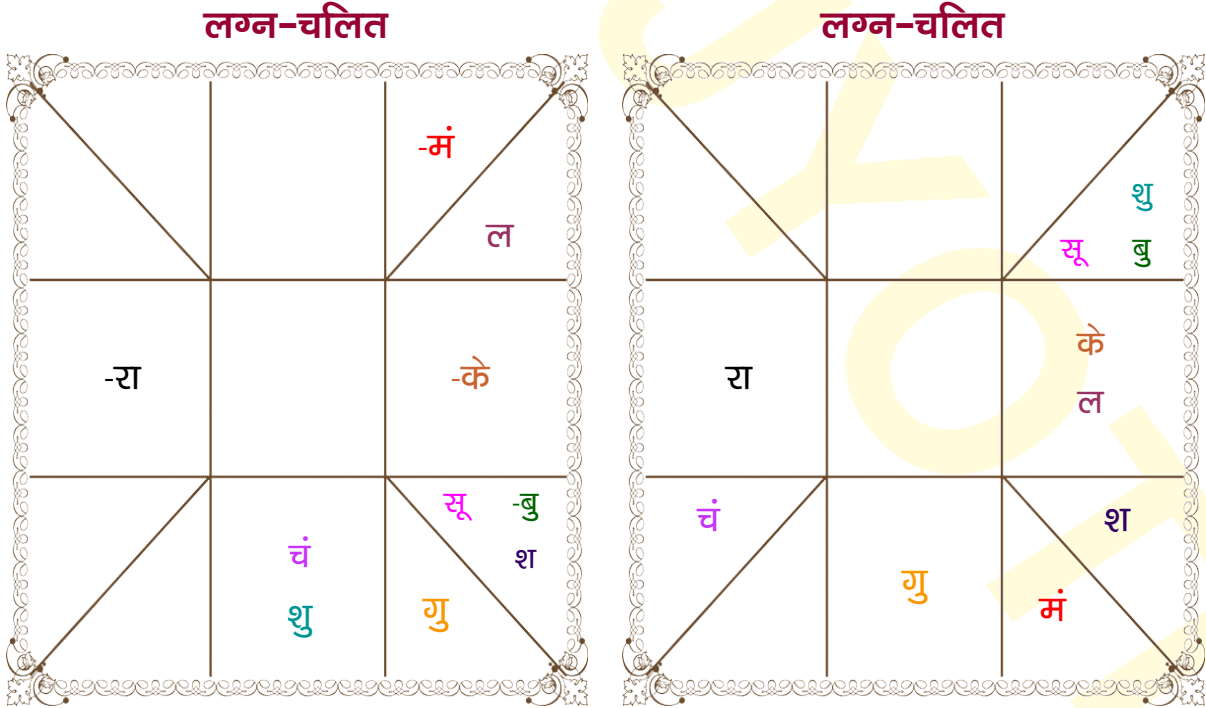 लग्न-चलित
-मं
ल
-रा
-के
सू -बु
चं
श
शु
गु
लग्न-चलित
शु
सू बु
के
रा
ल
चं
श
गु
मं